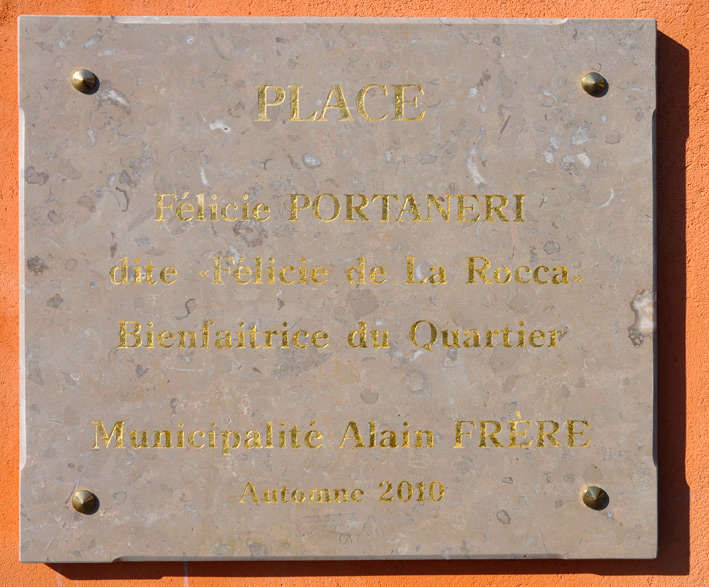 PLACE
Félicie PORTANERI
dite «Félicie de La Rocca»
Bienfaitrice du Quartier
Municipalité Alain FRÈRE
Automne 2010